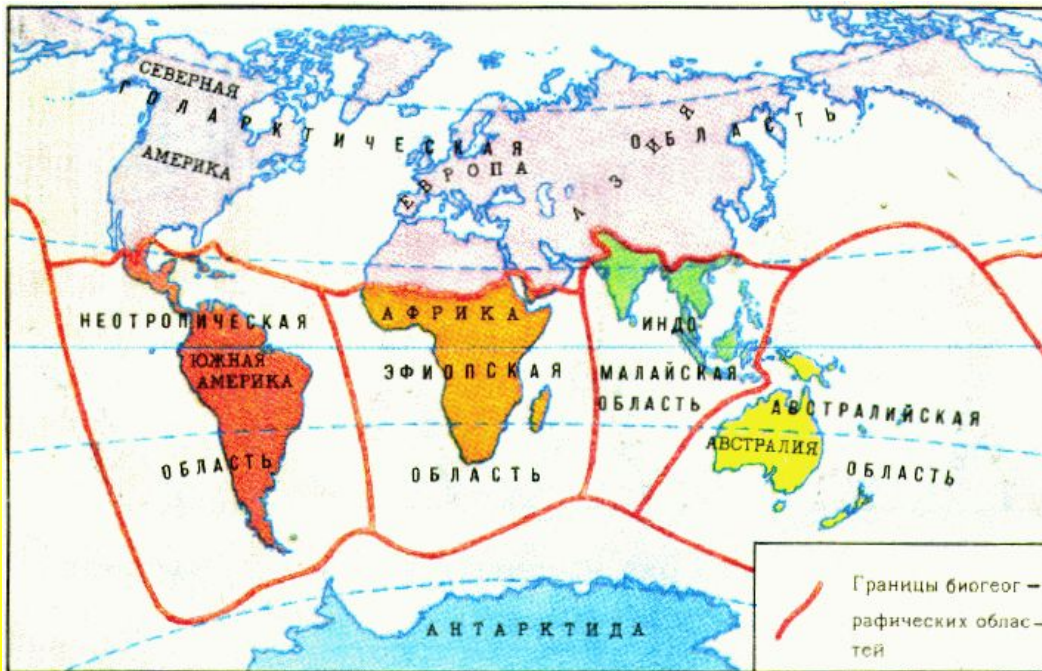 СЕВЕРНАЯ
ГОЛАРКТИЧЕСКАЯ ОБЛАСТЬ
АМЕРИКА
ЕВРОПА
АЗИЯ
НЕОТРОПИЧЕСКАЯ
ЮЖНАЯ
АМЕРИКА
ОБЛАСТЬ
АФРИКА
ЭФИОПСКАЯ
ОБЛАСТЬ
ИНДО
МАЛАЙСКАЯ
ОБЛАСТЬ
АВСТРАЛИЙСКАЯ
АВСТРАЛИЯ
ОБЛАСТЬ
АНТАРКТИДА
Границы биогеог–
рафических облас–
тей